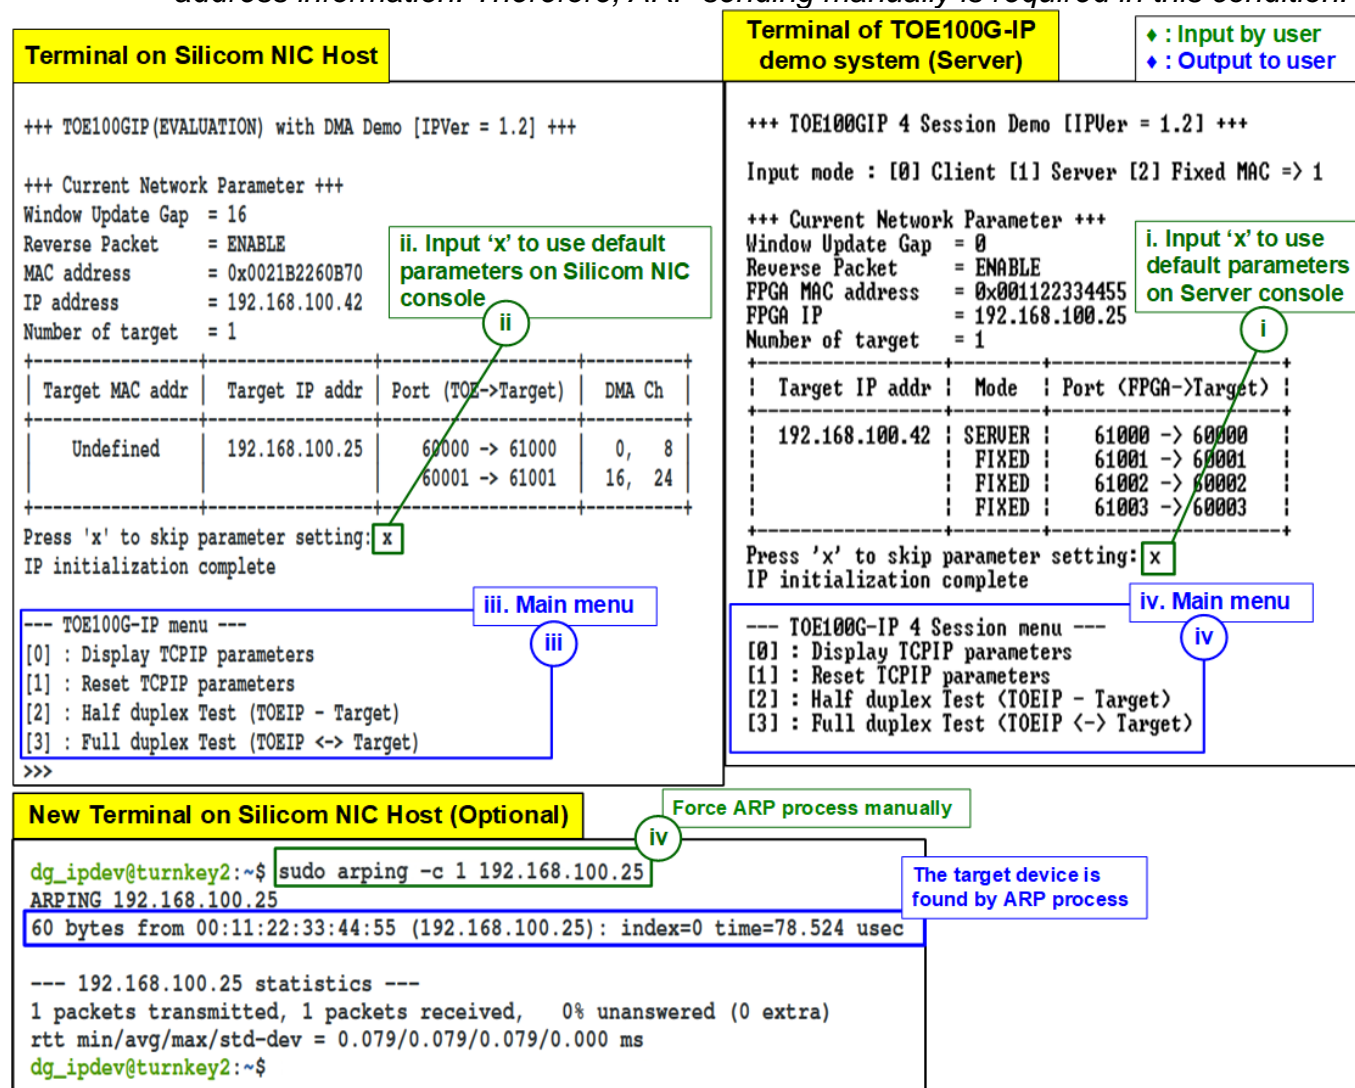 address information. Therefore, ARP sending manually is required in this condition.
Terminal on Silicom NIC Host
+++ TOE100GIP(EVALUATION) with DMA Demo [IPVer = 1.2] +++
+++ Current Network Parameter +++
Window Update Gap = 16
Reverse Packet = ENABLE
MAC address = 0x0021B2260B70
IP address = 192.168.100.42
Number of target = 1
ii. Input ‘x’ to use default
parameters on Silicom NIC
console
ii
Target MAC addr | Target IP addr | Port (TOE->Target) | DMA Ch
Undefined | 192.168.100.25 | 60000 -> 61000 | 0, 8
60001 -> 61001 | 16, 24
Press 'x' to skip parameter setting: x
IP initialization complete
iii. Main menu
iii
--- TOE100G-IP menu ---
[0] : Display TCPIP parameters
[1] : Reset TCPIP parameters
[2] : Half duplex Test (TOEIP - Target)
[3] : Full duplex Test (TOEIP <-> Target)
>>>
Terminal of TOE100G-IP
demo system (Server)
♦ : Input by user
♦ : Output to user
+++ TOE100GIP 4 Session Demo [IPVer = 1.2] +++
Input mode : [0] Client [1] Server [2] Fixed MAC => 1
+++ Current Network Parameter +++
Window Update Gap = 0
Reverse Packet = ENABLE
FPGA MAC address = 0x001122334455
FPGA IP = 192.168.100.25
Number of target = 1
i. Input ‘x’ to use
default parameters
on Server console
i
Target IP addr | Mode | Port (FPGA->Target)
192.168.100.42 | SERVER | 61000 -> 60000
FIXED | 61001 -> 60001
FIXED | 61002 -> 60002
FIXED | 61003 -> 60003
Press 'x' to skip parameter setting: x
IP initialization complete
iv. Main menu
iv
--- TOE100G-IP 4 Session menu ---
[0] : Display TCPIP parameters
[1] : Reset TCPIP parameters
[2] : Half duplex Test (TOEIP - Target)
[3] : Full duplex Test (TOEIP <-> Target)
New Terminal on Silicom NIC Host (Optional)
Force ARP process manually
iv
dg_ipdev@turnkey2:~$ sudo arping -c 1 192.168.100.25
ARPING 192.168.100.25
60 bytes from 00:11:22:33:44:55 (192.168.100.25): index=0 time=78.524 usec
The target device is
found by ARP process
--- 192.168.100.25 statistics ---
1 packets transmitted, 1 packets received, 0% unanswered (0 extra)
rtt min/avg/max/std-dev = 0.079/0.079/0.079/0.000 ms
dg_ipdev@turnkey2:~$